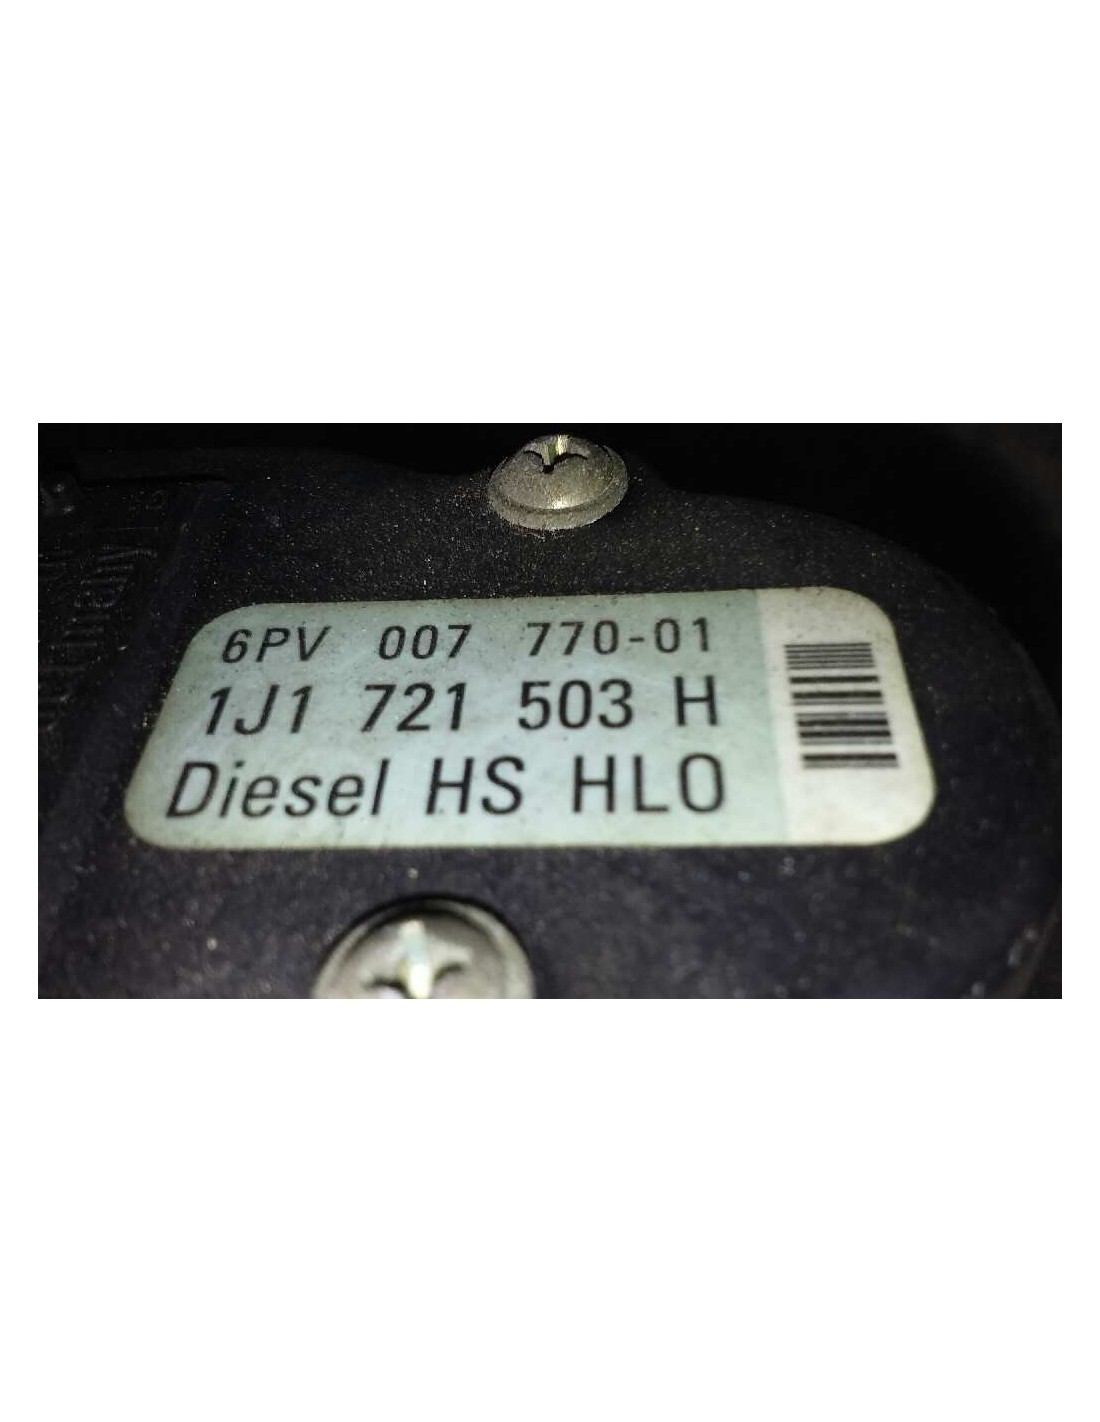 6PV 007 770-01
1J1 721 503 H
Diesel HS HLO